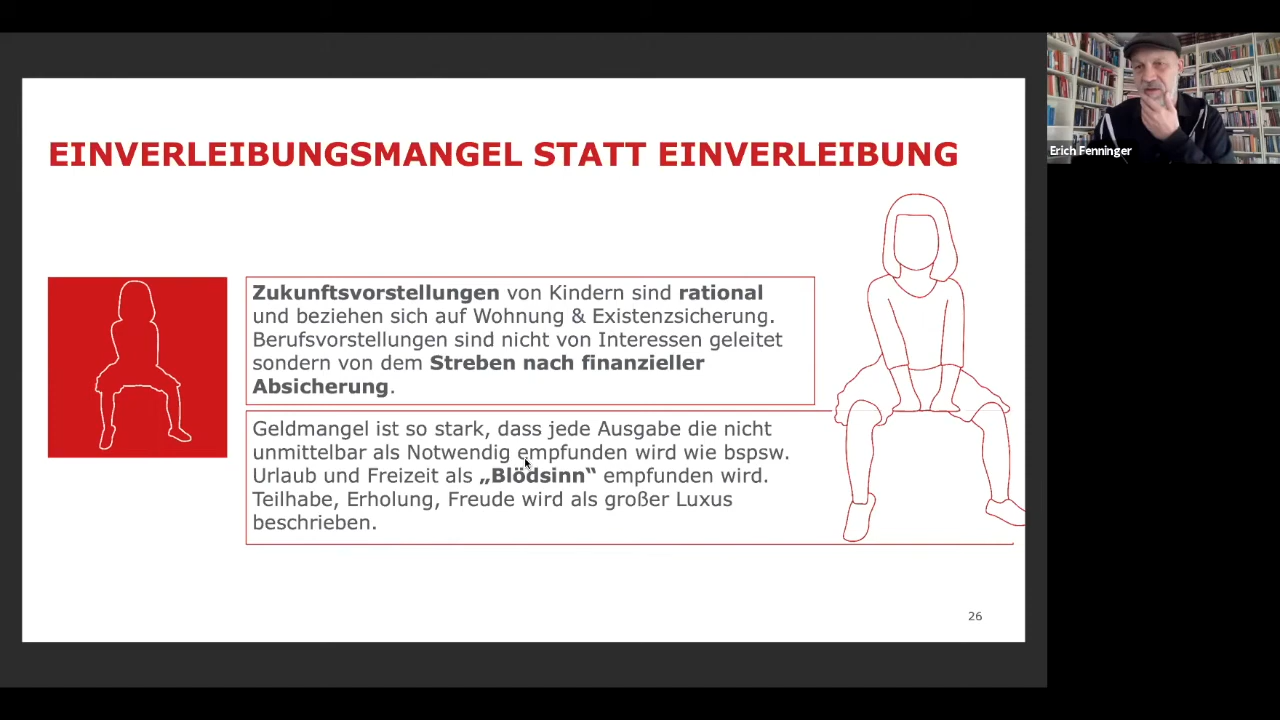 EINVERLEIBUNGSMANGEL STATT EINVERLEIBUNG
Erich Fenninger
Zukunftsvorstellungen von Kindern sind rational
und beziehen sich auf Wohnung & Existenzsicherung.
Berufsvorstellungen sind nicht von Interessen geleitet
sondern von dem Streben nach finanzieller
Absicherung.
Geldmangel ist so stark, dass jede Ausgabe die nicht
unmittelbar als Notwendig empfunden wird wie bspsw.
Urlaub und Freizeit als „Blödsinn“ empfunden wird.
Teilhabe, Erholung, Freude wird als großer Luxus
beschrieben.
26